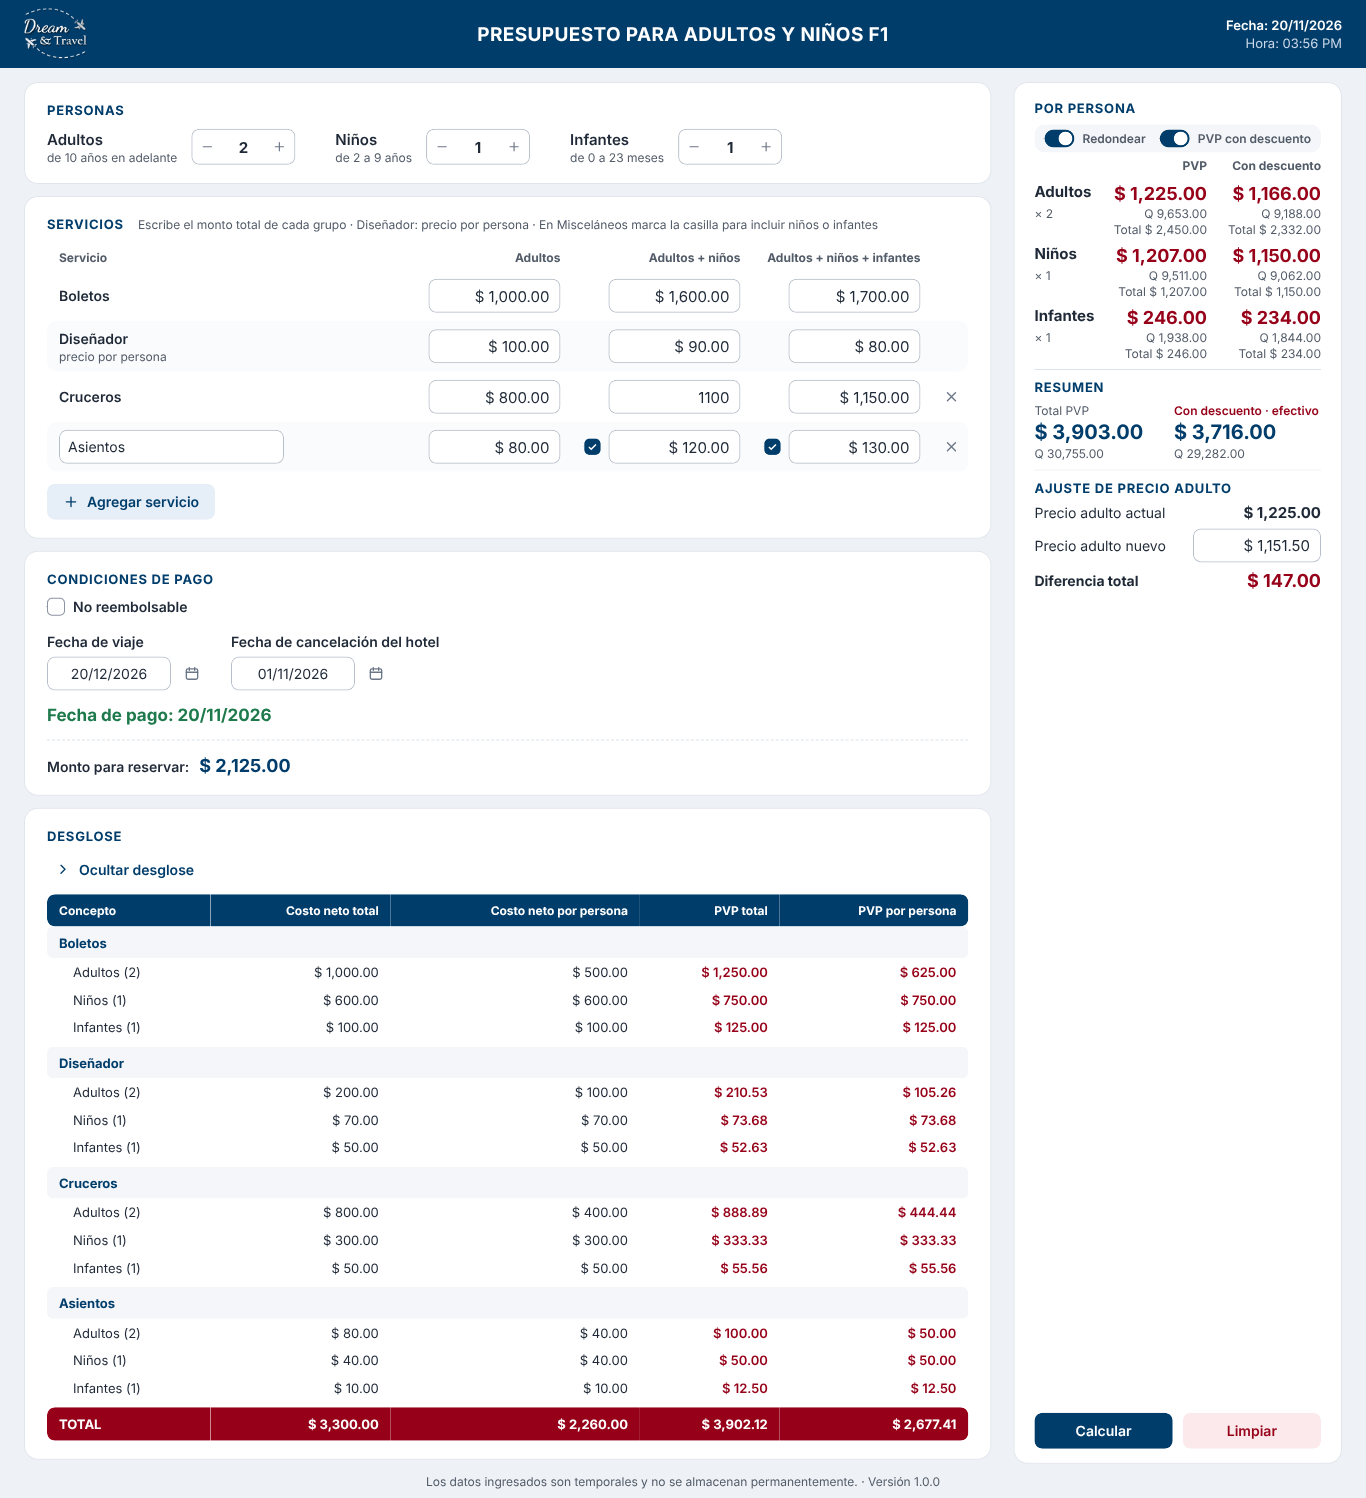 Dream
& Travel
PRESUPUESTO PARA ADULTOS Y NIÑOS F1
Fecha: 20/11/2026
Hora: 03:56 PM
PERSONAS
Adultos
de 10 años en adelante
− 2 +
Niños
de 2 a 9 años
− 1 +
Infantes
de 0 a 23 meses
− 1 +
SERVICIOS Escribe el monto total de cada grupo · Diseñador: precio por persona · En Misceláneos marca la casilla para incluir niños o infantes
Servicio Adultos Adultos + niños Adultos + niños + infantes
Boletos $ 1,000.00 $ 1,600.00 $ 1,700.00
Diseñador
precio por persona
$ 100.00 $ 90.00 $ 80.00
Cruceros $ 800.00 1100 $ 1,150.00 ×
Asientos $ 80.00 $ 120.00 $ 130.00 ×
+ Agregar servicio
CONDICIONES DE PAGO
No reembolsable
Fecha de viaje Fecha de cancelación del hotel
20/12/2026 01/11/2026
Fecha de pago: 20/11/2026
Monto para reservar: $ 2,125.00
DESGLOSE
Ocultar desglose
Concepto Costo neto total Costo neto por persona PVP total PVP por persona
Boletos
Adultos (2) $ 1,000.00 $ 500.00 $ 1,250.00 $ 625.00
Niños (1) $ 600.00 $ 600.00 $ 750.00 $ 750.00
Infantes (1) $ 100.00 $ 100.00 $ 125.00 $ 125.00
Diseñador
Adultos (2) $ 200.00 $ 100.00 $ 210.53 $ 105.26
Niños (1) $ 70.00 $ 70.00 $ 73.68 $ 73.68
Infantes (1) $ 50.00 $ 50.00 $ 52.63 $ 52.63
Cruceros
Adultos (2) $ 800.00 $ 400.00 $ 888.89 $ 444.44
Niños (1) $ 300.00 $ 300.00 $ 333.33 $ 333.33
Infantes (1) $ 50.00 $ 50.00 $ 55.56 $ 55.56
Asientos
Adultos (2) $ 80.00 $ 40.00 $ 100.00 $ 50.00
Niños (1) $ 40.00 $ 40.00 $ 50.00 $ 50.00
Infantes (1) $ 10.00 $ 10.00 $ 12.50 $ 12.50
TOTAL $ 3,300.00 $ 2,260.00 $ 3,902.12 $ 2,677.41
POR PERSONA
Redondear PVP con descuento
PVP Con descuento
Adultos $ 1,225.00 $ 1,166.00
× 2 Q 9,653.00 Q 9,188.00
Total $ 2,450.00 Total $ 2,332.00
Niños $ 1,207.00 $ 1,150.00
× 1 Q 9,511.00 Q 9,062.00
Total $ 1,207.00 Total $ 1,150.00
Infantes $ 246.00 $ 234.00
× 1 Q 1,938.00 Q 1,844.00
Total $ 246.00 Total $ 234.00
RESUMEN
Total PVP Con descuento · efectivo
$ 3,903.00 $ 3,716.00
Q 30,755.00 Q 29,282.00
AJUSTE DE PRECIO ADULTO
Precio adulto actual $ 1,225.00
Precio adulto nuevo $ 1,151.50
Diferencia total $ 147.00
Calcular Limpiar
Los datos ingresados son temporales y no se almacenan permanentemente. · Versión 1.0.0